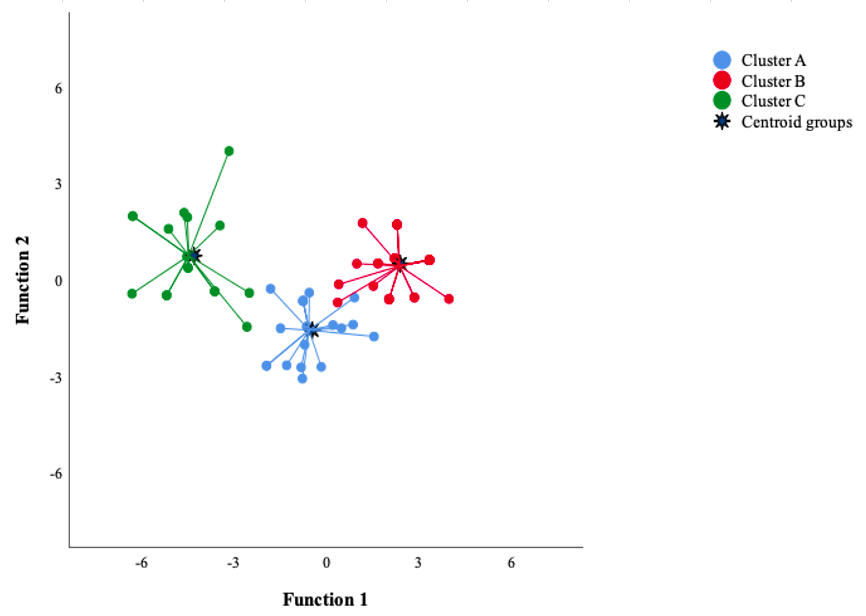 Cluster A
Cluster B
Cluster C
Centroid groups
6
3
0
-3
-6
Function 2
-6
-3
0
3
6
Function 1